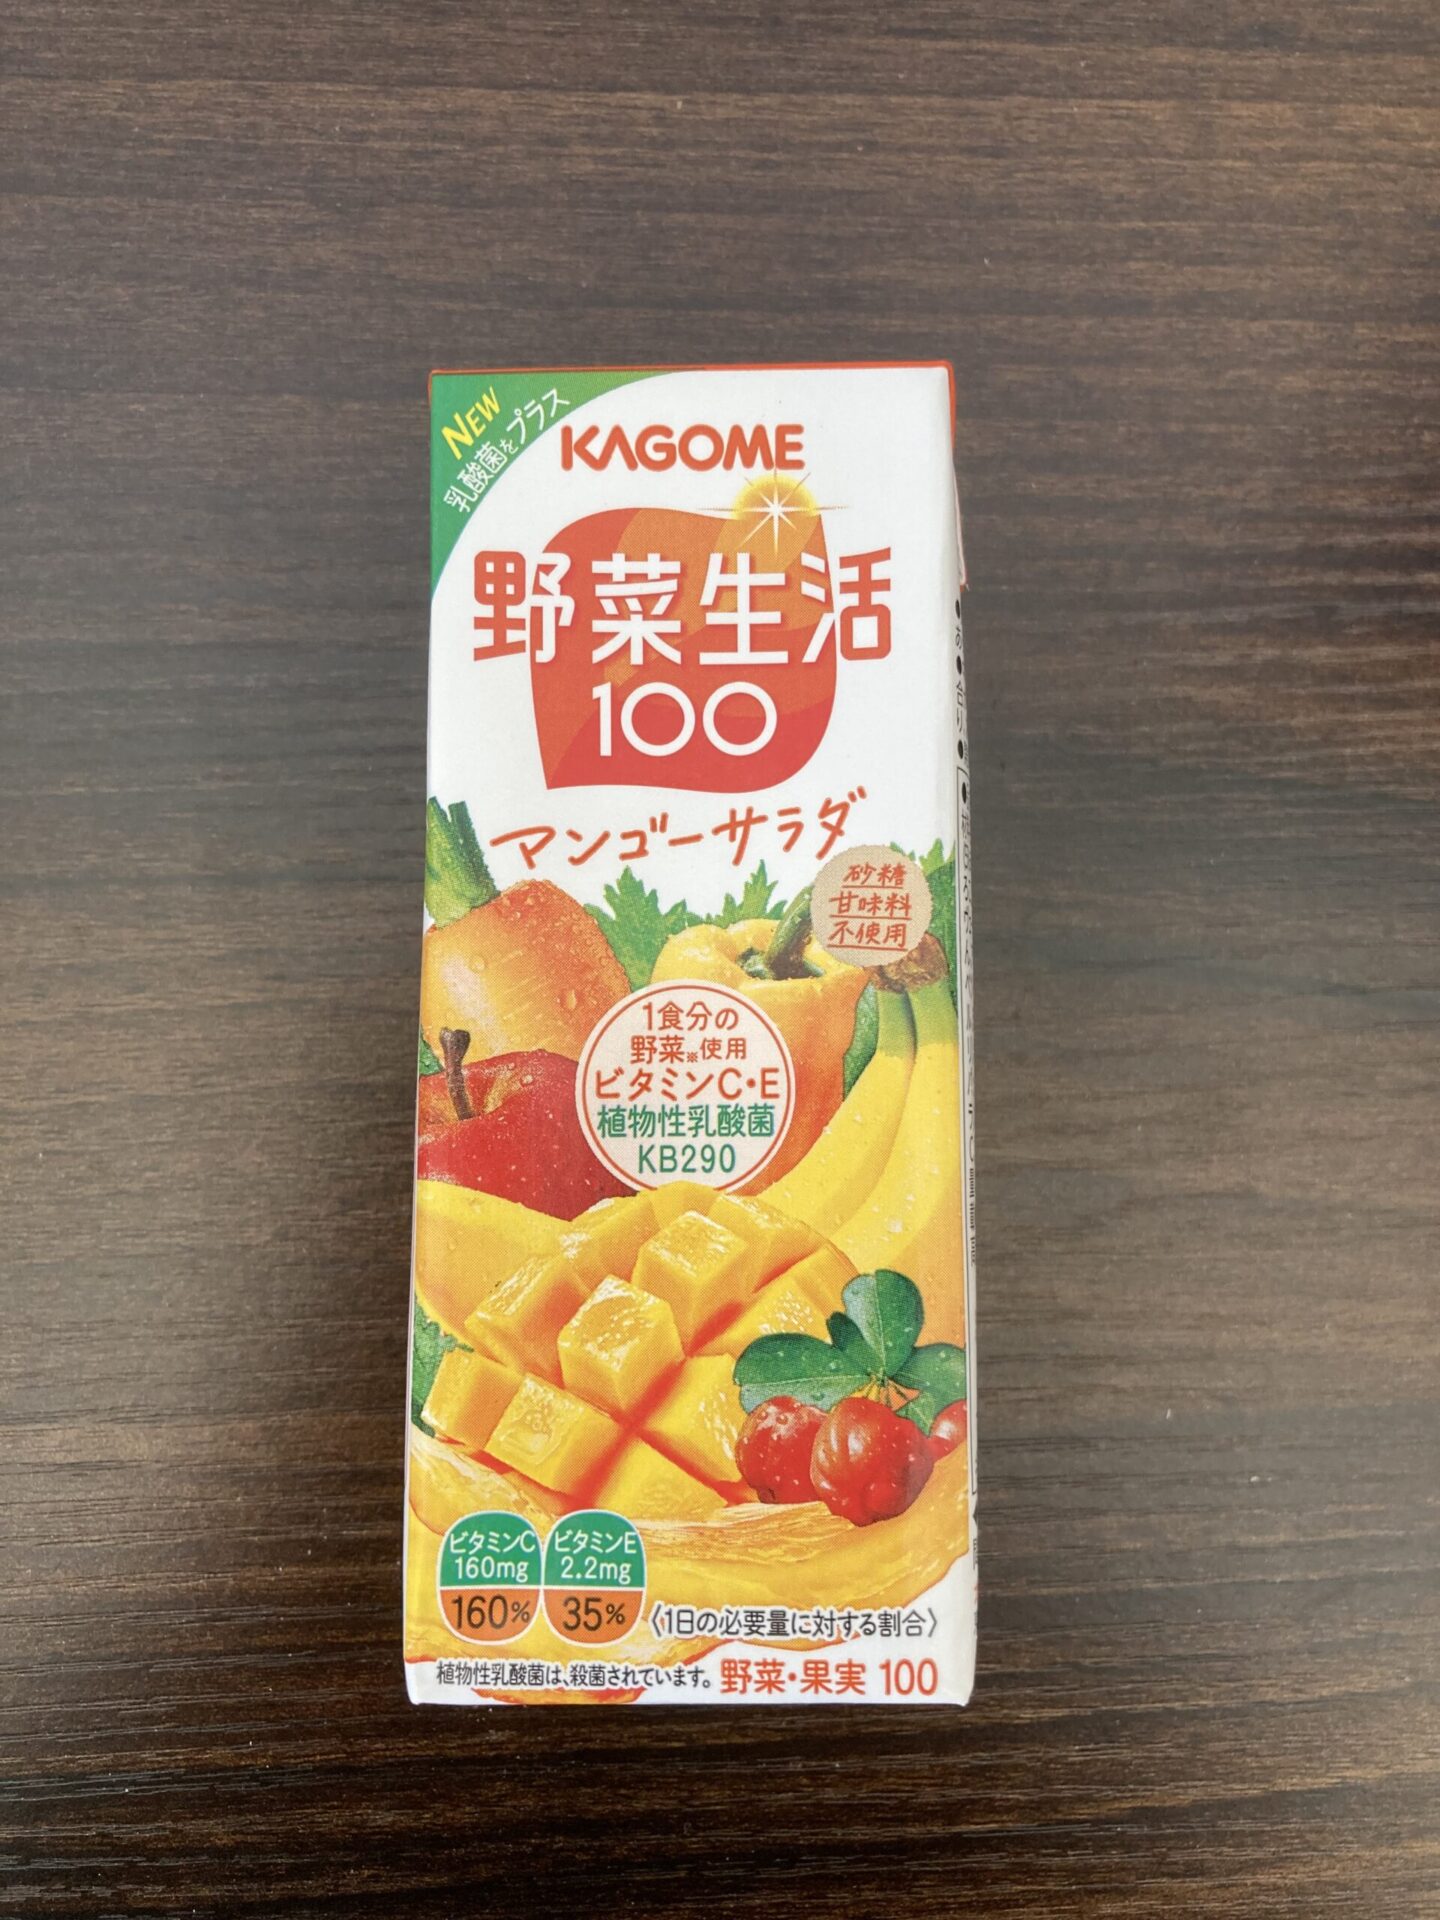 NEW
乳酸菌をプラス
KAGOME
野菜生活
100
マンゴーサラダ
砂糖
甘味料
不使用
1食分の
野菜※使用
ビタミンC・E
植物性乳酸菌
KB290
ビタミンC
160mg
160%
ビタミンE
2.2mg
35%
〈1日の必要量に対する割合〉
植物性乳酸菌は、殺菌されています。
野菜・果実 100